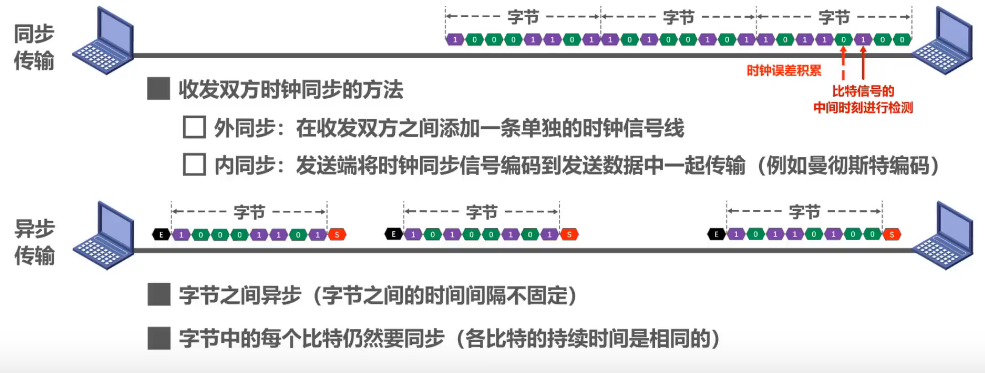 同步
传输
字节 字节 字节
1 0 0 0 1 1 0 1 1 0 1 0 0 1 0 1 1 0 1 1 0 1 0 0
时钟误差积累
比特信号的
中间时刻进行检测
收发双方时钟同步的方法
外同步：在收发双方之间添加一条单独的时钟信号线
内同步：发送端将时钟同步信号编码到发送数据中一起传输（例如曼彻斯特编码）
异步
传输
字节 字节 字节
E 1 0 0 0 1 1 0 1 S E 1 0 1 0 0 1 0 1 S E 1 0 1 1 0 1 0 0 S
字节之间异步（字节之间的时间间隔不固定）
字节中的每个比特仍然要同步（各比特的持续时间是相同的）